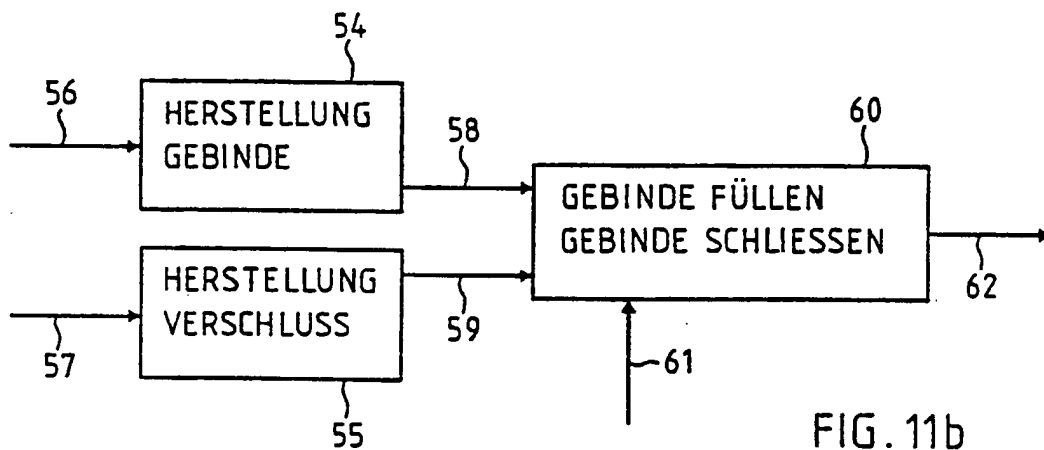 54
56
HERSTELLUNG
GEBINDE
58
60
GEBINDE FÜLLEN
GEBINDE SCHLIESSEN
62
HERSTELLUNG
VERSCHLUSS
57
59
61
55
FIG. 11b